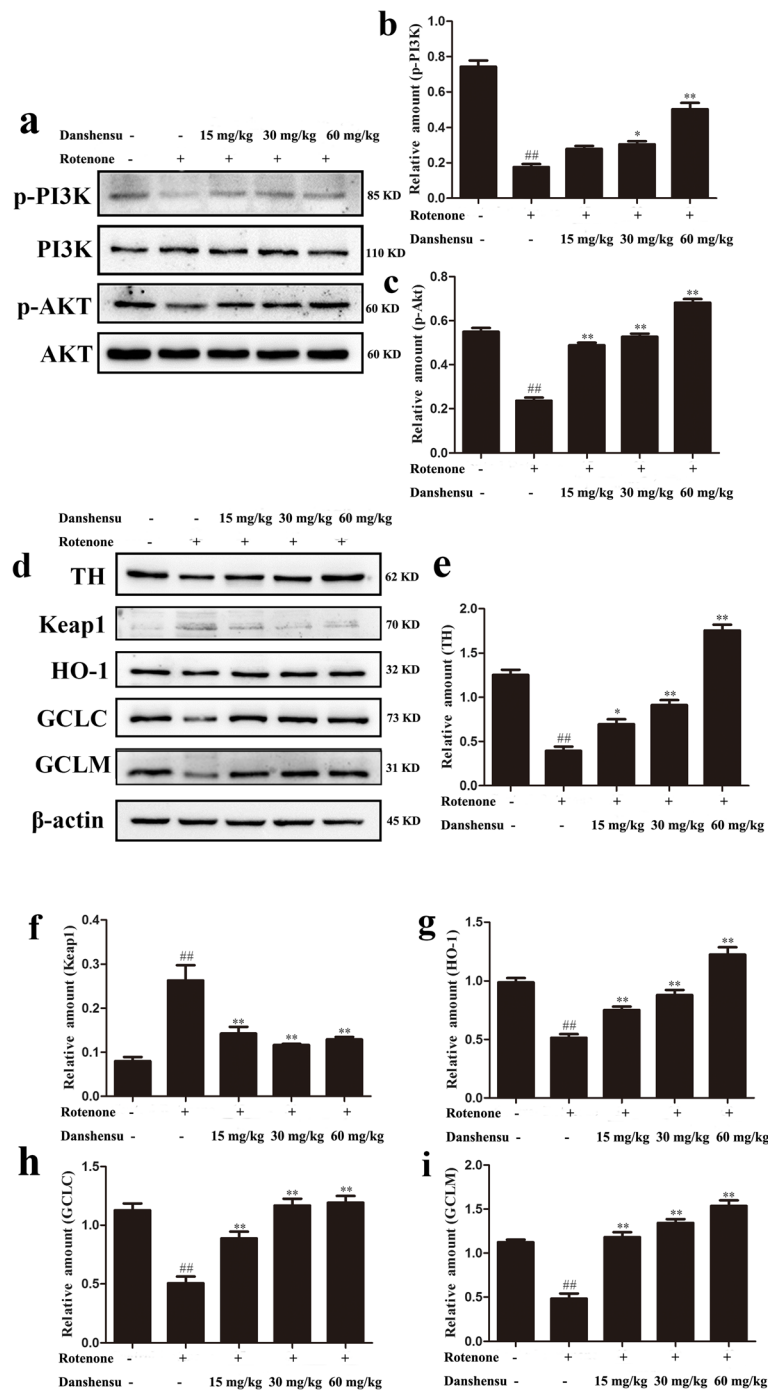 a
Danshensu - - 15 mg/kg 30 mg/kg 60 mg/kg
Rotenone - + + + +
p-PI3K 85 KD
PI3K 110 KD
p-AKT 60 KD
AKT 60 KD
b
Relative amount (p-PI3K)
0.8
0.6
0.4
0.2
0.0
## * **
Rotenone - + + + +
Danshensu - - 15 mg/kg 30 mg/kg 60 mg/kg
c
Relative amount (p-Akt)
0.8
0.6
0.4
0.2
0.0
## ** ** **
Rotenone - + + + +
Danshensu - - 15 mg/kg 30 mg/kg 60 mg/kg
d
Danshensu - - 15 mg/kg 30 mg/kg 60 mg/kg
Rotenone - + + + +
TH 62 KD
Keap1 70 KD
HO-1 32 KD
GCLC 73 KD
GCLM 31 KD
β-actin 45 KD
e
Relative amount (TH)
2.0
1.5
1.0
0.5
0.0
## * ** **
Rotenone - + + + +
Danshensu - - 15 mg/kg 30 mg/kg 60 mg/kg
f
Relative amount (Keap1)
0.4
0.3
0.2
0.1
0.0
## ** ** **
Rotenone - + + + +
Danshensu - - 15 mg/kg 30 mg/kg 60 mg/kg
g
Relative amount (HO-1)
1.5
1.0
0.5
0.0
## ** ** **
Rotenone - + + + +
Danshensu - - 15 mg/kg 30 mg/kg 60 mg/kg
h
Relative amount (GCLC)
1.5
1.0
0.5
0.0
## ** ** **
Rotenone - + + + +
Danshensu - - 15 mg/kg 30 mg/kg 60 mg/kg
i
Relative amount (GCLM)
2.0
1.5
1.0
0.5
0.0
## ** ** **
Rotenone - + + + +
Danshensu - - 15 mg/kg 30 mg/kg 60 mg/kg